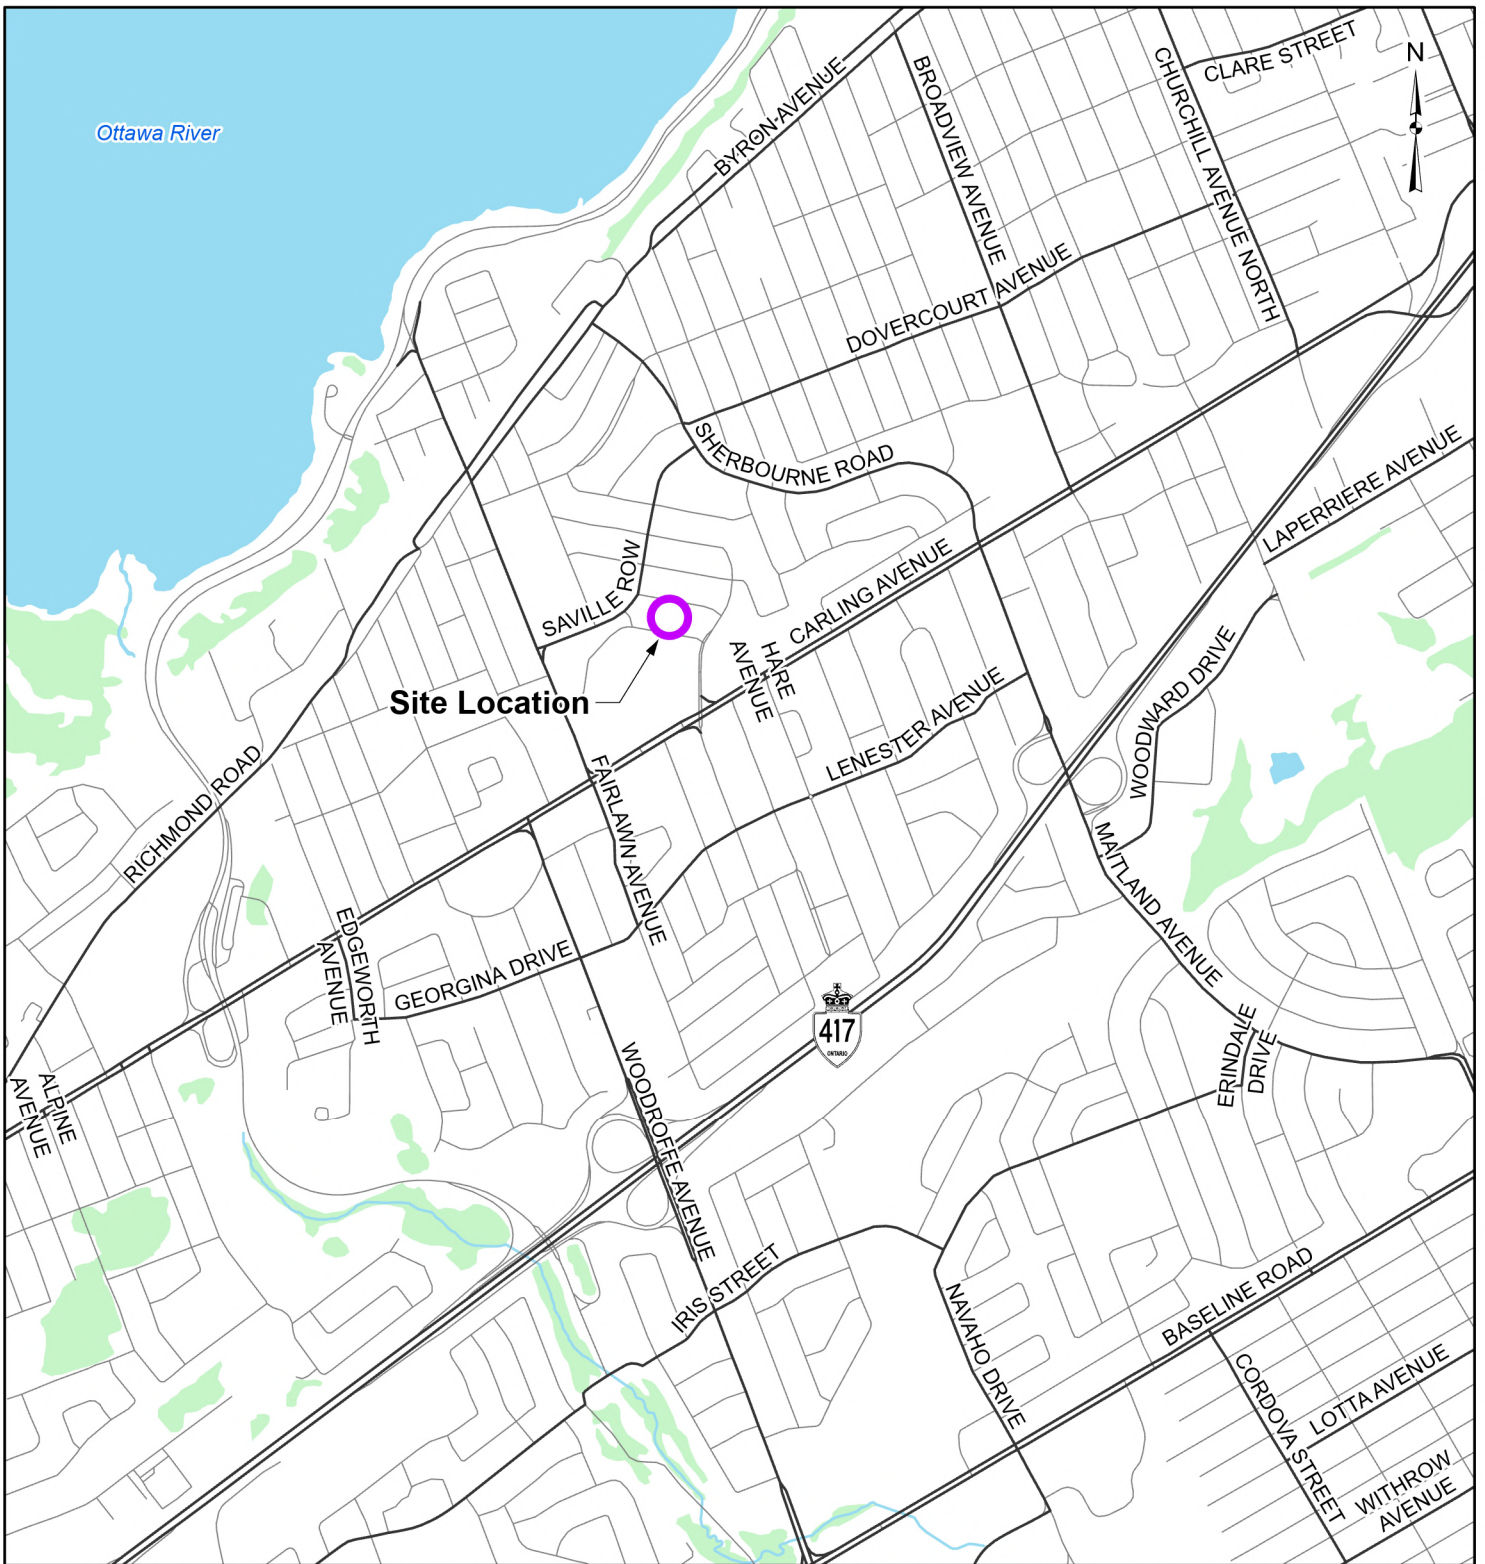 CLARE STREET
N
BYRON AVENUE
BROADVIEW AVENUE
CHURCHILL AVENUE NORTH
Ottawa River
DOVERCOURT AVENUE
SHERBOURNE ROAD
LAPERRIERE AVENUE
SAVILLE ROW
CARLING AVENUE
HARE
AVENUE
Site Location
WOODWARD DRIVE
LENESTER AVENUE
RICHMOND ROAD
FAIRLAWN AVENUE
MAITLAND AVENUE
EDGEWORTH
AVENUE
GEORGINA DRIVE
417
ONTARIO
ERINDALE
DRIVE
ALPINE
AVENUE
WOODROFFE AVENUE
IRIS STREET
NAVAHO DRIVE
BASELINE ROAD
CORDOVA STREET
LOTTA AVENUE
WITHROW
AVENUE